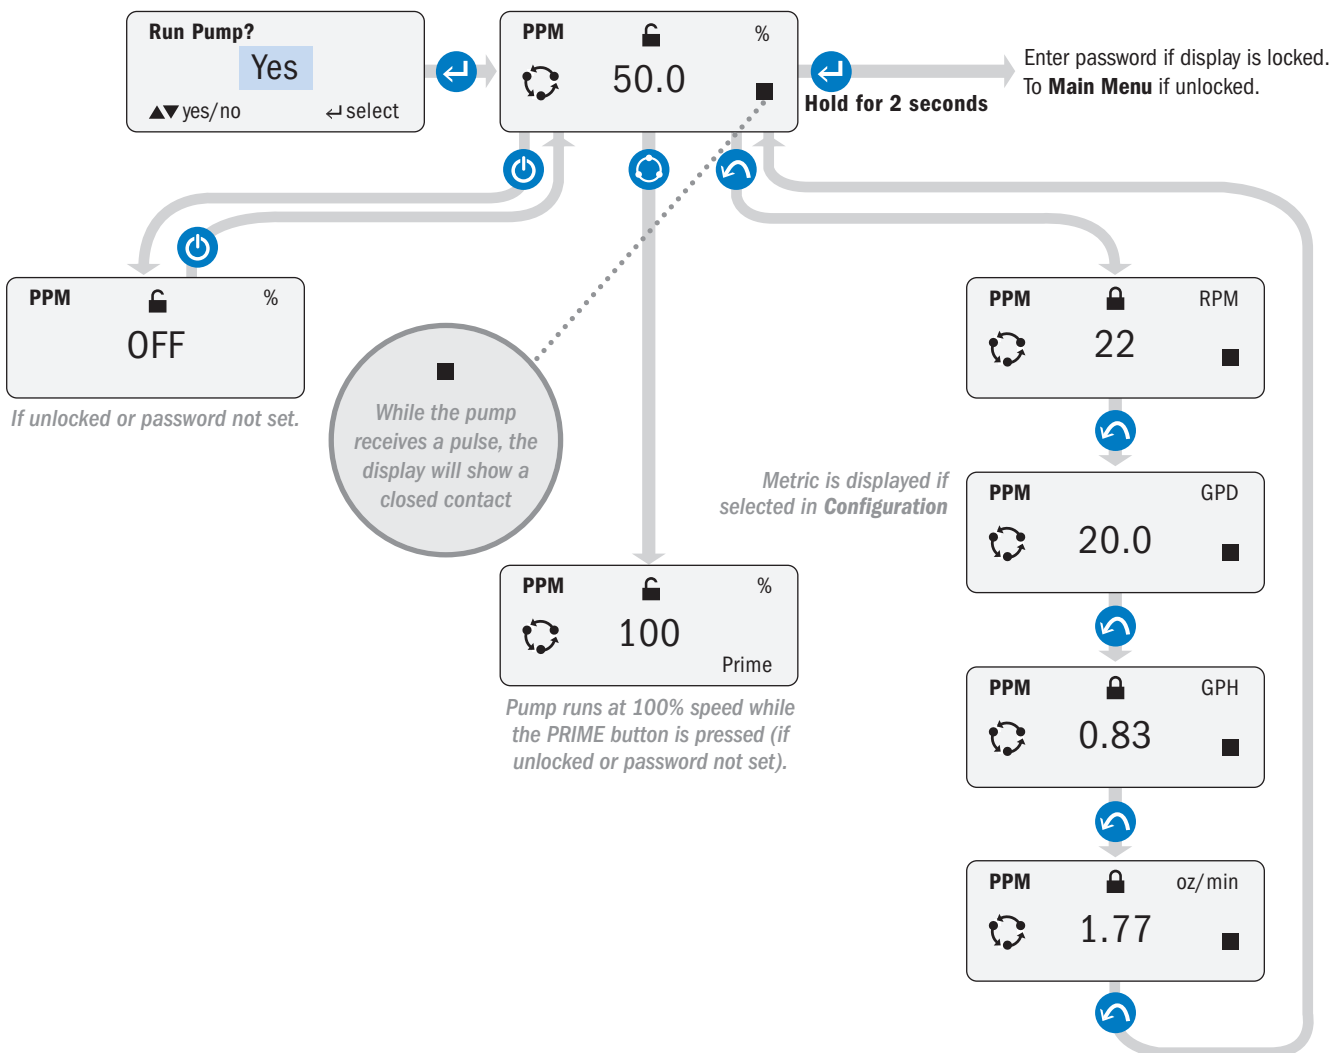 Run Pump?
Yes
▲▼ yes/no ↵ select
PPM %
50.0
Hold for 2 seconds
Enter password if display is locked.
To Main Menu if unlocked.
PPM %
OFF
If unlocked or password not set.
While the pump
receives a pulse, the
display will show a
closed contact
PPM %
100
Prime
Pump runs at 100% speed while
the PRIME button is pressed (if
unlocked or password not set).
PPM RPM
22
Metric is displayed if
selected in Configuration
PPM GPD
20.0
PPM GPH
0.83
PPM oz/min
1.77